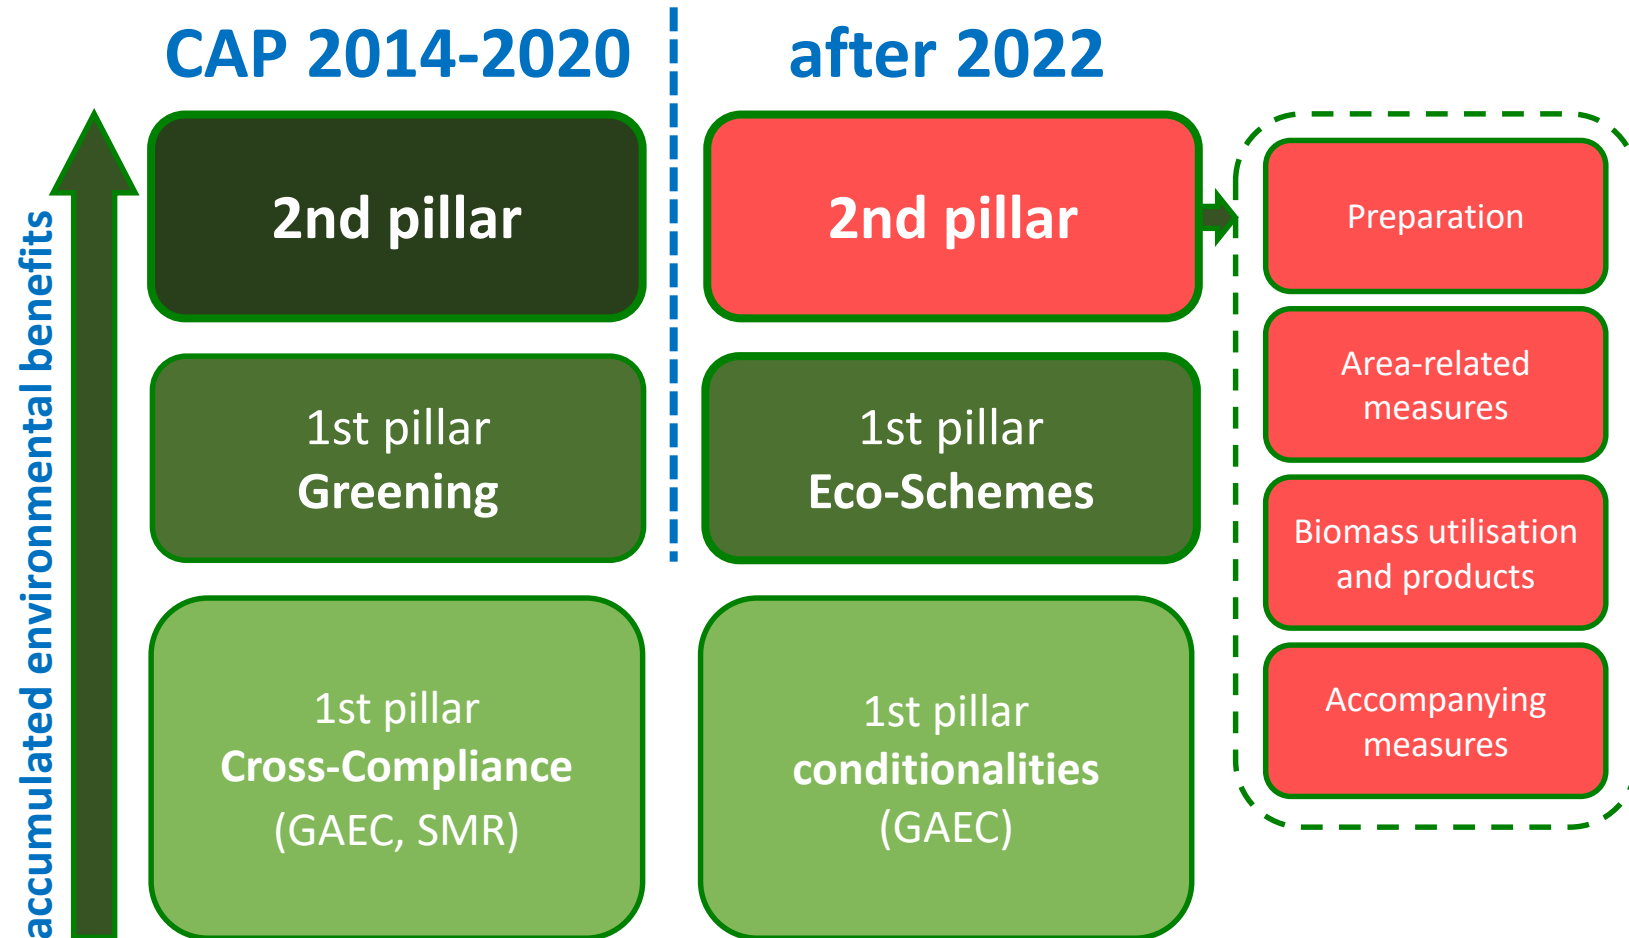 CAP 2014-2020
after 2022
accumulated environmental benefits
2nd pillar
1st pillar
Greening
1st pillar
Cross-Compliance
(GAEC, SMR)
2nd pillar
1st pillar
Eco-Schemes
1st pillar
conditionalities
(GAEC)
Preparation
Area-related
measures
Biomass utilisation
and products
Accompanying
measures